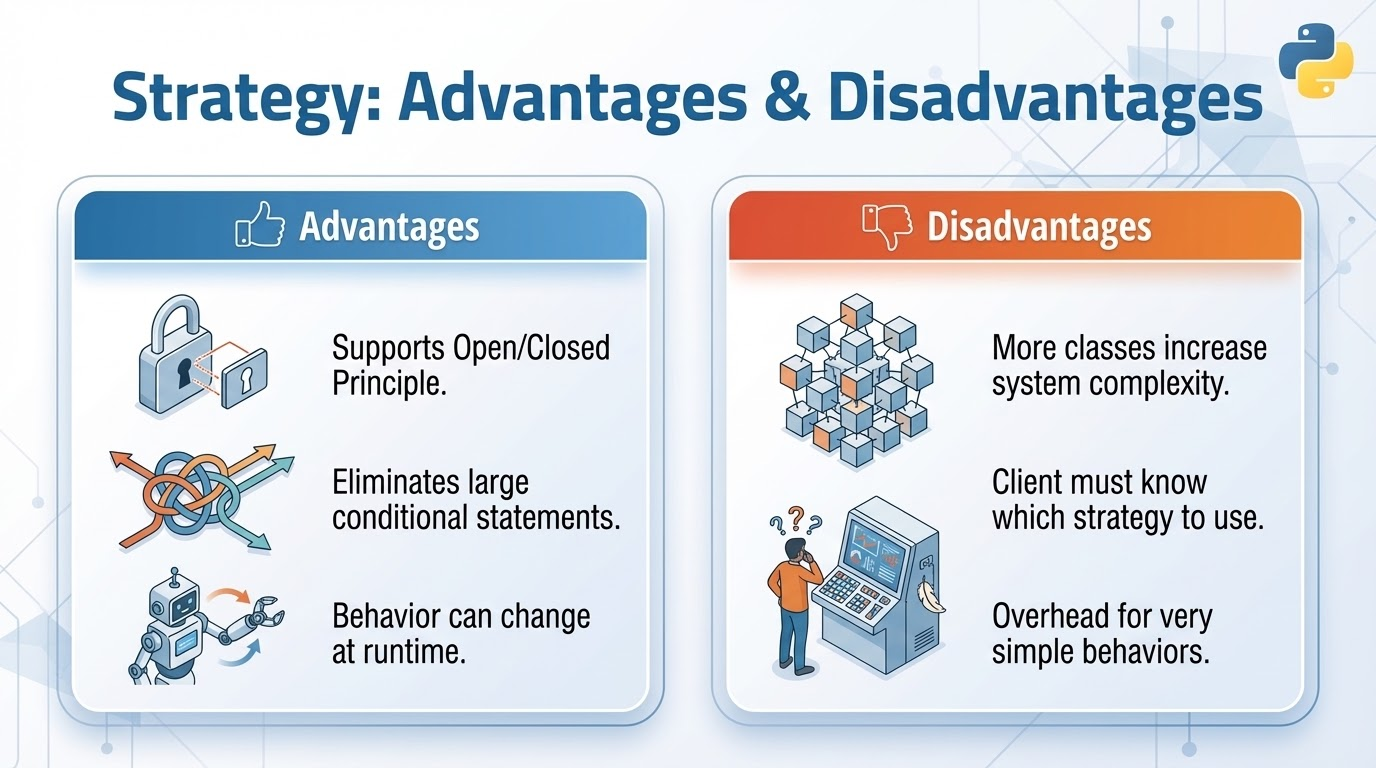 Strategy: Advantages & Disadvantages
Advantages
Supports Open/Closed
Principle.
Eliminates large
conditional statements.
Behavior can change
at runtime.
Disadvantages
More classes increase
system complexity.
Client must know
which strategy to use.
Overhead for very
simple behaviors.